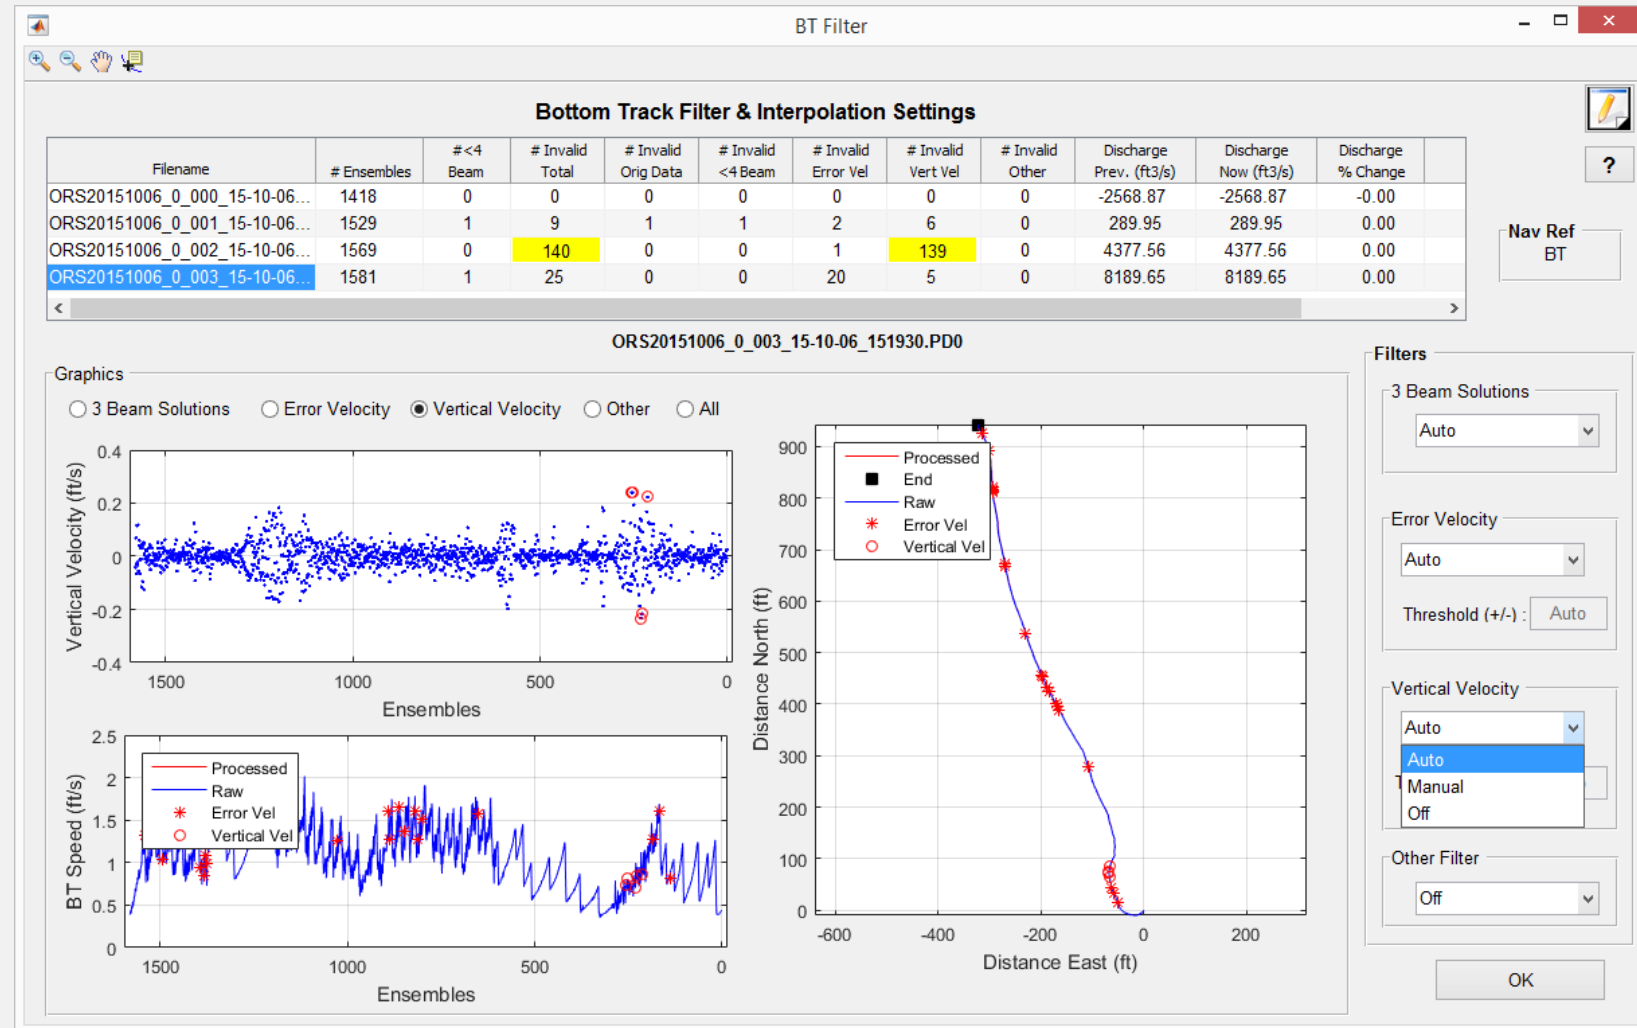 BT Filter
Bottom Track Filter & Interpolation Settings
Filename # Ensembles #<4 Beam # Invalid Total # Invalid Orig Data # Invalid <4 Beam # Invalid Error Vel # Invalid Vert Vel # Invalid Other Discharge Prev. (ft3/s) Discharge Now (ft3/s) Discharge % Change
ORS20151006_0_000_15-10-06... 1418 0 0 0 0 0 0 0 -2568.87 -2568.87 -0.00
ORS20151006_0_001_15-10-06... 1529 1 9 1 1 2 6 0 289.95 289.95 0.00
ORS20151006_0_002_15-10-06... 1569 0 140 0 0 1 139 0 4377.56 4377.56 0.00
ORS20151006_0_003_15-10-06... 1581 1 25 0 0 20 5 0 8189.65 8189.65 0.00
?
Nav Ref
BT
ORS20151006_0_003_15-10-06_151930.PD0
Graphics
3 Beam Solutions Error Velocity Vertical Velocity Other All
Vertical Velocity (ft/s)
0.4
0.2
0
-0.2
-0.4
1500 1000 500 0
Ensembles
BT Speed (ft/s)
2.5
2
1.5
1
0.5
0
Processed
Raw
Error Vel
Vertical Vel
1500 1000 500 0
Ensembles
Distance North (ft)
900
800
700
600
500
400
300
200
100
0
Processed
End
Raw
Error Vel
Vertical Vel
-600 -400 -200 0 200
Distance East (ft)
Filters
3 Beam Solutions
Auto
Error Velocity
Auto
Threshold (+/-) : Auto
Vertical Velocity
Auto
Auto
Manual
Off
Other Filter
Off
OK